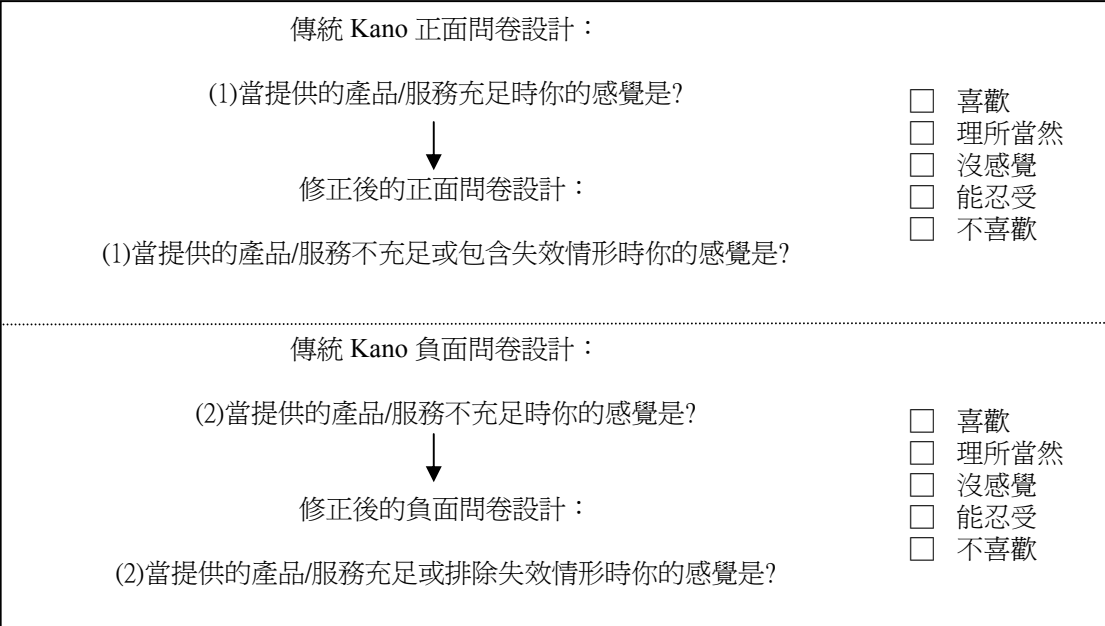 傳統 Kano 正面問卷設計：
(1)當提供的產品/服務充足時你的感覺是?
修正後的正面問卷設計：
(1)當提供的產品/服務不充足或包含失效情形時你的感覺是?
□ 喜歡
□ 理所當然
□ 沒感覺
□ 能忍受
□ 不喜歡
傳統 Kano 負面問卷設計：
(2)當提供的產品/服務不充足時你的感覺是?
修正後的負面問卷設計：
(2)當提供的產品/服務充足或排除失效情形時你的感覺是?
□ 喜歡
□ 理所當然
□ 沒感覺
□ 能忍受
□ 不喜歡